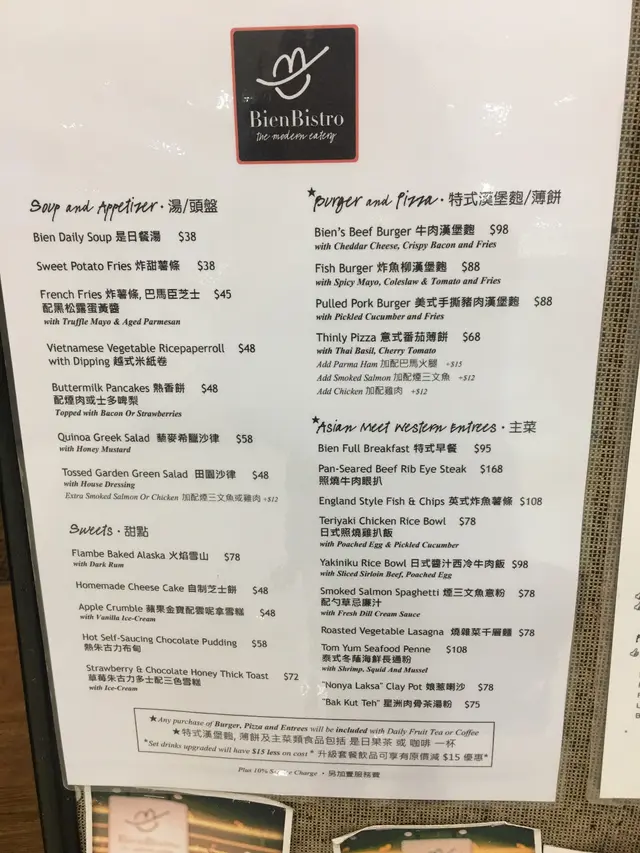 BienBistro
the modern eatery
Soup and Appetizer · 湯/頭盤
Bien Daily Soup 是日餐湯 $38
Sweet Potato Fries 炸甜薯條 $38
French Fries 炸薯條, 巴馬臣芝士 $45
配黑松露蛋黃醬
with Truffle Mayo & Aged Parmesan
Vietnamese Vegetable Ricepaperroll $48
with Dipping 越式米紙卷
Buttermilk Pancakes 熱香餅 $48
配煙肉或士多啤梨
Topped with Bacon Or Strawberries
Quinoa Greek Salad 藜麥希臘沙律 $58
with Honey Mustard
Tossed Garden Green Salad 田園沙律 $48
with House Dressing
Extra Smoked Salmon Or Chicken 加配煙三文魚或雞肉 +$12
Sweets · 甜點
Flambe Baked Alaska 火焰雪山 $78
with Dark Rum
Homemade Cheese Cake 自制芝士餅 $48
Apple Crumble 蘋果金寶配雲呢拿雪糕 $48
with Vanilla Ice-Cream
Hot Self-Saucing Chocolate Pudding $58
熱朱古力布甸
Strawberry & Chocolate Honey Thick Toast $72
草莓朱古力多士配三色雪糕
with Ice-Cream
★Burger and Pizza · 特式漢堡麭/薄餅
Bien's Beef Burger 牛肉漢堡麭 $98
with Cheddar Cheese, Crispy Bacon and Fries
Fish Burger 炸魚柳漢堡麭 $88
with Spicy Mayo, Coleslaw & Tomato and Fries
Pulled Pork Burger 美式手撕豬肉漢堡麭 $88
with Pickled Cucumber and Fries
Thinly Pizza 意式番茄薄餅 $68
with Thai Basil, Cherry Tomato
Add Parma Ham 加配巴馬火腿 +$15
Add Smoked Salmon 加配煙三文魚 +$12
Add Chicken 加配雞肉 +$12
★Asian Meet Western Entrees · 主菜
Bien Full Breakfast 特式早餐 $95
Pan-Seared Beef Rib Eye Steak $168
照燒牛肉眼扒
England Style Fish & Chips 英式炸魚薯條 $108
Teriyaki Chicken Rice Bowl $78
日式照燒雞扒飯
with Poached Egg & Pickled Cucumber
Yakiniku Rice Bowl 日式醬汁西冷牛肉飯 $98
with Sliced Sirloin Beef, Poached Egg
Smoked Salmon Spaghetti 煙三文魚意粉 $78
配刁草忌廉汁
with Fresh Dill Cream Sauce
Roasted Vegetable Lasagna 燒雜菜千層麵 $78
Tom Yum Seafood Penne $108
泰式冬蔭海鮮長通粉
with Shrimp, Squid And Mussel
"Nonya Laksa" Clay Pot 娘惹喇沙 $78
"Bak Kut Teh" 星洲肉骨茶湯粉 $75
★Any purchase of Burger, Pizza and Entrees will be included with Daily Fruit Tea or Coffee
★特式漢堡麭, 薄餅及主菜類食品包括 是日果茶 或 咖啡 一杯
*Set drinks upgraded will have $15 less on cost * 升級套餐飲品可享有原價減 $15 優惠*
Plus 10% Service Charge · 另加壹服務費
BienBistro